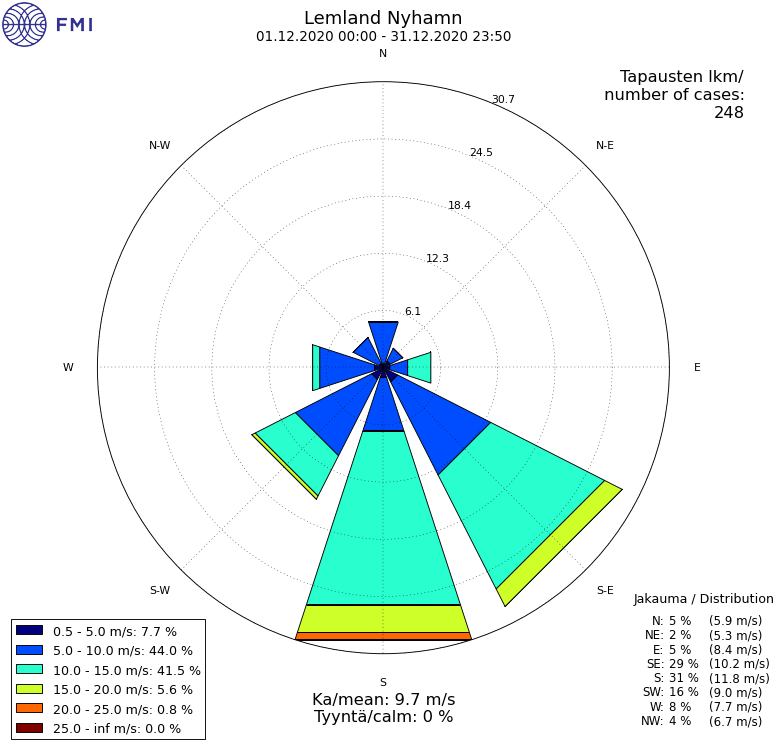 FMI
Lemland Nyhamn
01.12.2020 00:00 - 31.12.2020 23:50
Tapausten lkm/
number of cases:
248
N
N-E
E
S-E
S
S-W
W
N-W
30.7
24.5
18.4
12.3
6.1
0.5 - 5.0 m/s: 7.7 %
5.0 - 10.0 m/s: 44.0 %
10.0 - 15.0 m/s: 41.5 %
15.0 - 20.0 m/s: 5.6 %
20.0 - 25.0 m/s: 0.8 %
25.0 - inf m/s: 0.0 %
Ka/mean: 9.7 m/s
Tyyntä/calm: 0 %
Jakauma / Distribution
N: 5 % (5.9 m/s)
NE: 2 % (5.3 m/s)
E: 5 % (8.4 m/s)
SE: 29 % (10.2 m/s)
S: 31 % (11.8 m/s)
SW: 16 % (9.0 m/s)
W: 8 % (7.7 m/s)
NW: 4 % (6.7 m/s)